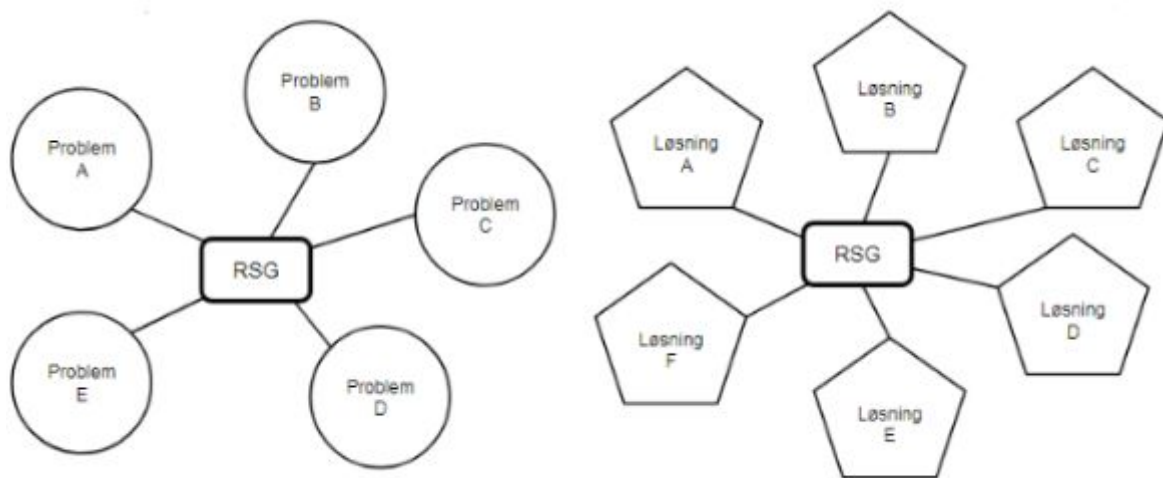 Problem
A
Problem
B
Problem
C
Problem
D
Problem
E
RSG
Løsning
A
Løsning
B
Løsning
C
Løsning
D
Løsning
E
Løsning
F
RSG